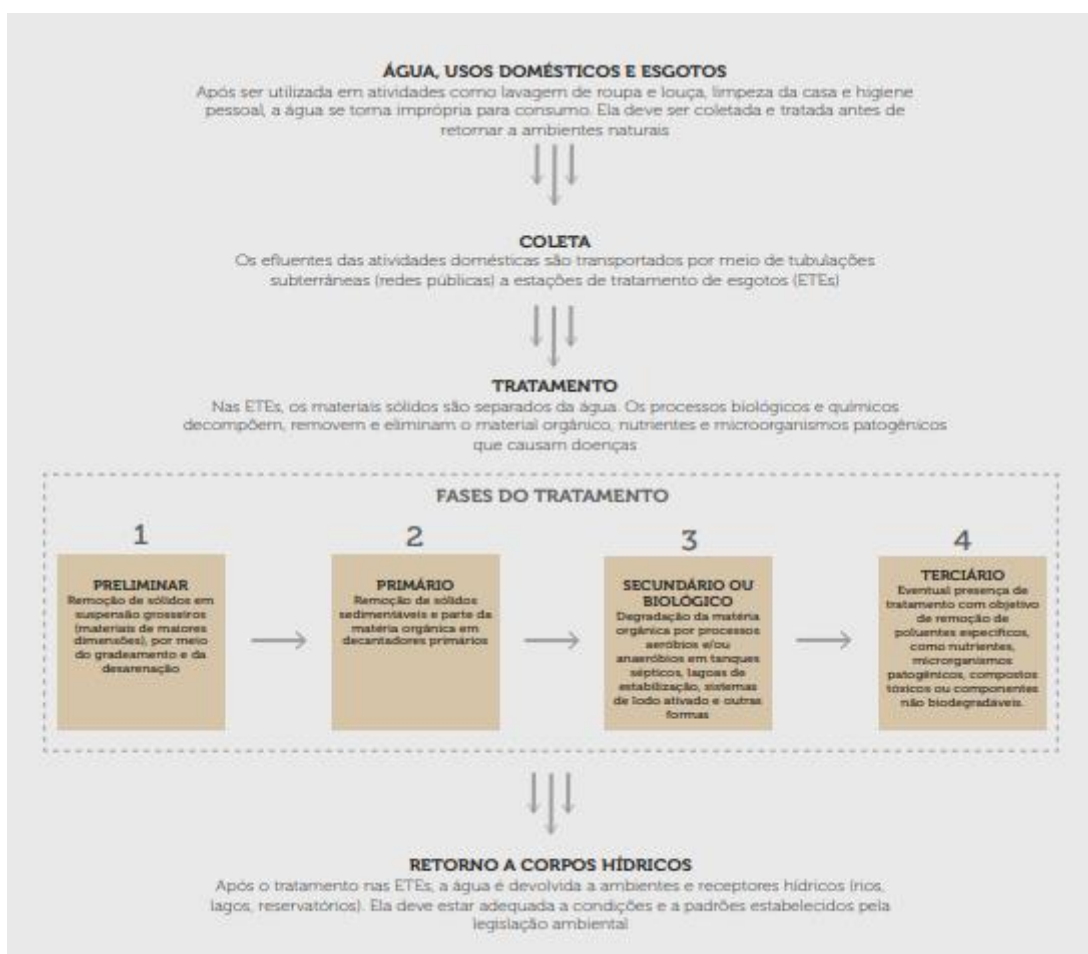 ÁGUA, USOS DOMÉSTICOS E ESGOTOS
Após ser utilizada em atividades como lavagem de roupa e louça, limpeza da casa e higiene
pessoal, a água se torna imprópria para consumo. Ela deve ser coletada e tratada antes de
retornar a ambientes naturais
COLETA
Os efluentes das atividades domésticas são transportados por meio de tubulações
subterrâneas (redes públicas) a estações de tratamento de esgotos (ETEs)
TRATAMENTO
Nas ETEs, os materiais sólidos são separados da água. Os processos biológicos e químicos
decompõem, removem e eliminam o material orgânico, nutrientes e microorganismos patogênicos
que causam doenças
FASES DO TRATAMENTO
1
PRELIMINAR
Remoção de sólidos em
suspensão grosseiros
(materiais de maiores
dimensões), por meio
do gradeamento e da
desarenação
2
PRIMÁRIO
Remoção de sólidos
sedimentáveis e parte da
matéria orgânica em
decantadores primários
3
SECUNDÁRIO OU
BIOLÓGICO
Degradação da matéria
orgânica por processos
aeróbios e/ou
anaeróbios em tanques
sépticos, lagoas de
estabilização, sistemas
de lodo ativado e outras
formas
4
TERCIÁRIO
Eventual presença de
tratamento com objetivo
de remoção de
poluentes específicos,
como nutrientes,
microrganismos
patogênicos, compostos
tóxicos ou componentes
não biodegradáveis.
RETORNO A CORPOS HÍDRICOS
Após o tratamento nas ETEs, a água é devolvida a ambientes e receptores hídricos (rios,
lagos, reservatórios). Ela deve estar adequada a condições e a padrões estabelecidos pela
legislação ambiental